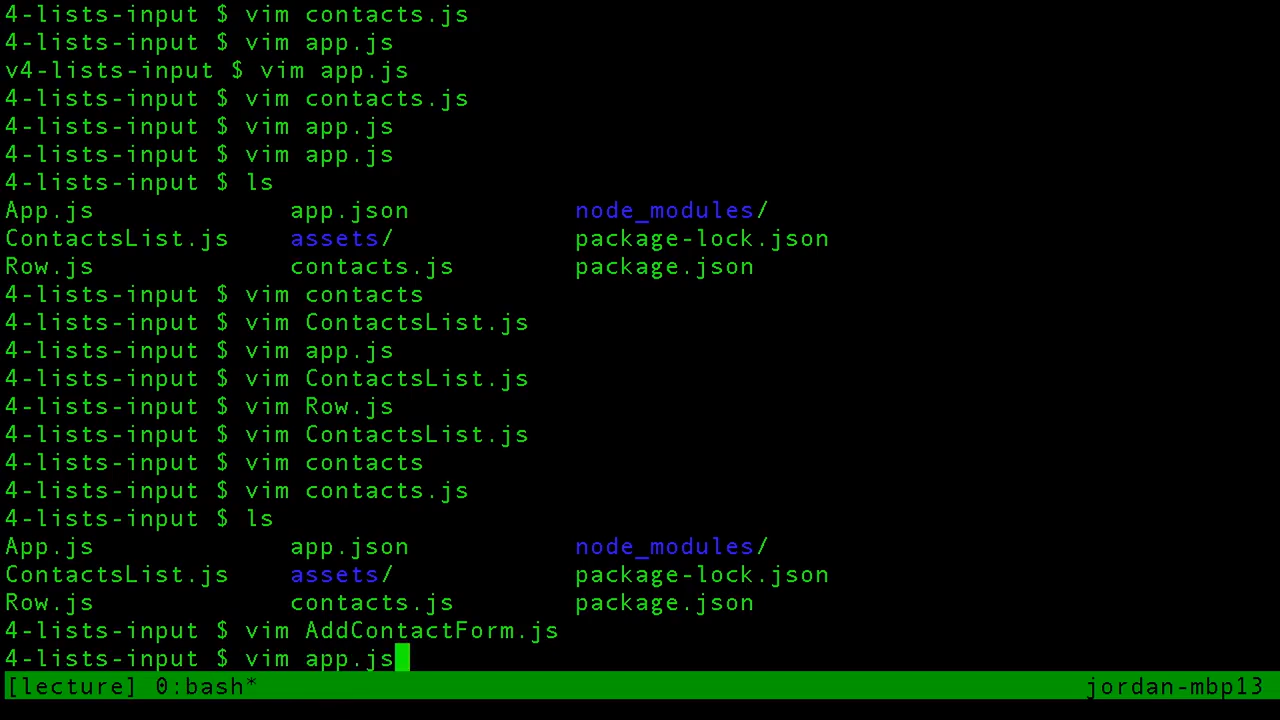 4-lists-input $ vim contacts.js
4-lists-input $ vim app.js
v4-lists-input $ vim app.js
4-lists-input $ vim contacts.js
4-lists-input $ vim app.js
4-lists-input $ vim app.js
4-lists-input $ ls
App.js app.json node_modules/
ContactsList.js assets/ package-lock.json
Row.js contacts.js package.json
4-lists-input $ vim contacts
4-lists-input $ vim ContactsList.js
4-lists-input $ vim app.js
4-lists-input $ vim ContactsList.js
4-lists-input $ vim Row.js
4-lists-input $ vim ContactsList.js
4-lists-input $ vim contacts
4-lists-input $ vim contacts.js
4-lists-input $ ls
App.js app.json node_modules/
ContactsList.js assets/ package-lock.json
Row.js contacts.js package.json
4-lists-input $ vim AddContactForm.js
4-lists-input $ vim app.js
[lecture] 0:bash* jordan-mbp13